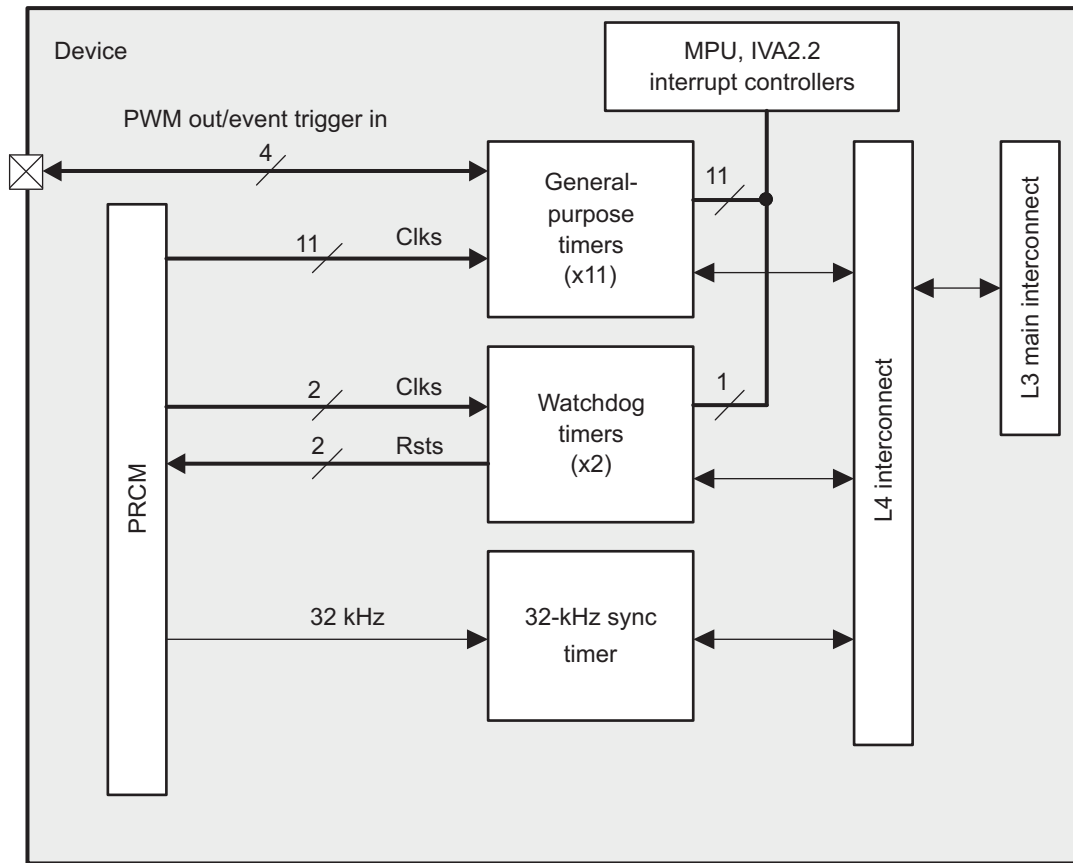 Device
MPU, IVA2.2
interrupt controllers
PWM out/event trigger in
4
General-
purpose
timers
(x11)
11
11
Clks
Watchdog
timers
(x2)
2
Clks
1
2
Rsts
PRCM
32 kHz
32-kHz sync
timer
L4 interconnect
L3 main interconnect